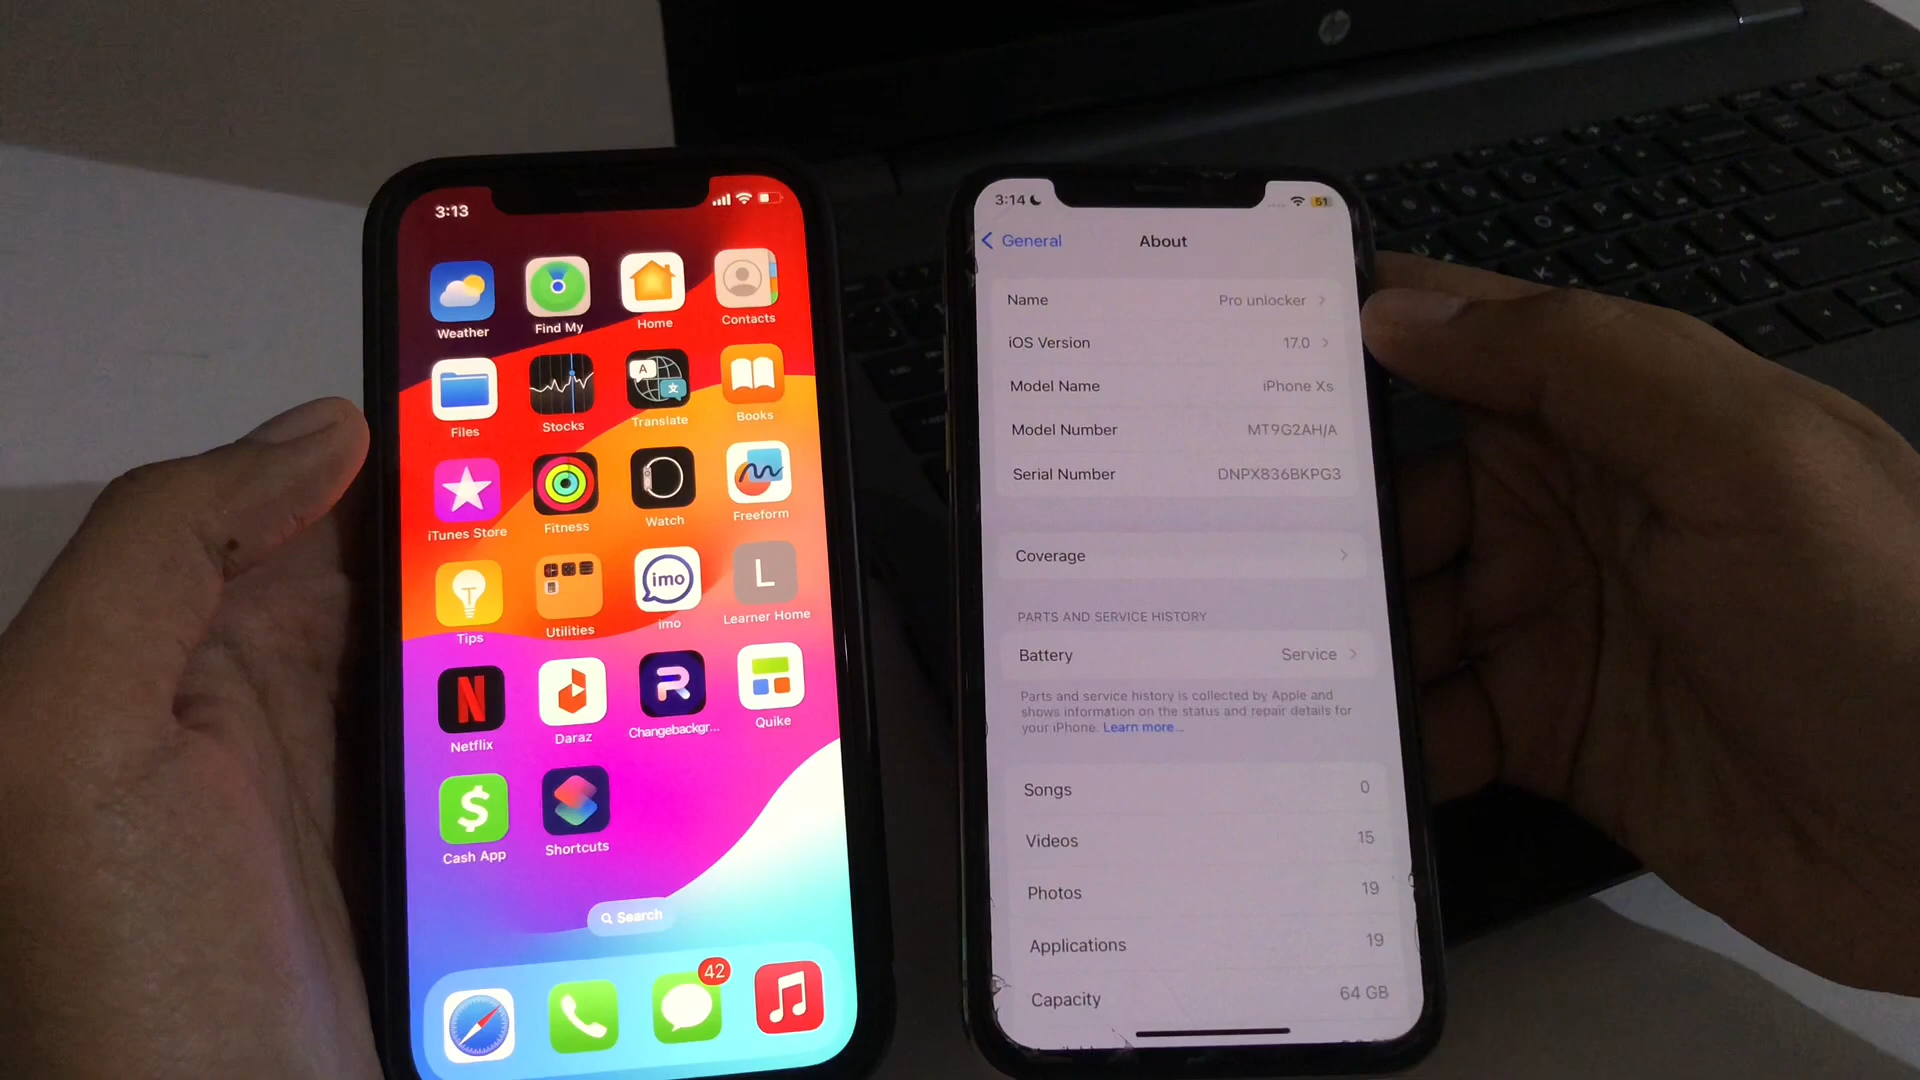 3:13
Weather
Find My
Home
Contacts
Files
Stocks
A
文
Translate
Books
iTunes Store
Fitness
Watch
Freeform
T
Tips
Utilities
imo
imo
L
Learner Home
N
Netflix
Daraz
R
Changebackgr...
Quike
$
Cash App
Shortcuts
Search
42
3:14
51
General
About
Name Pro unlocker
iOS Version 17.0
Model Name iPhone Xs
Model Number MT9G2AH/A
Serial Number DNPX836BKPG3
Coverage
PARTS AND SERVICE HISTORY
Battery Service
Parts and service history is collected by Apple and
shows information on the status and repair details for
your iPhone. Learn more...
Songs 0
Videos 15
Photos 19
Applications 19
Capacity 64 GB
hp